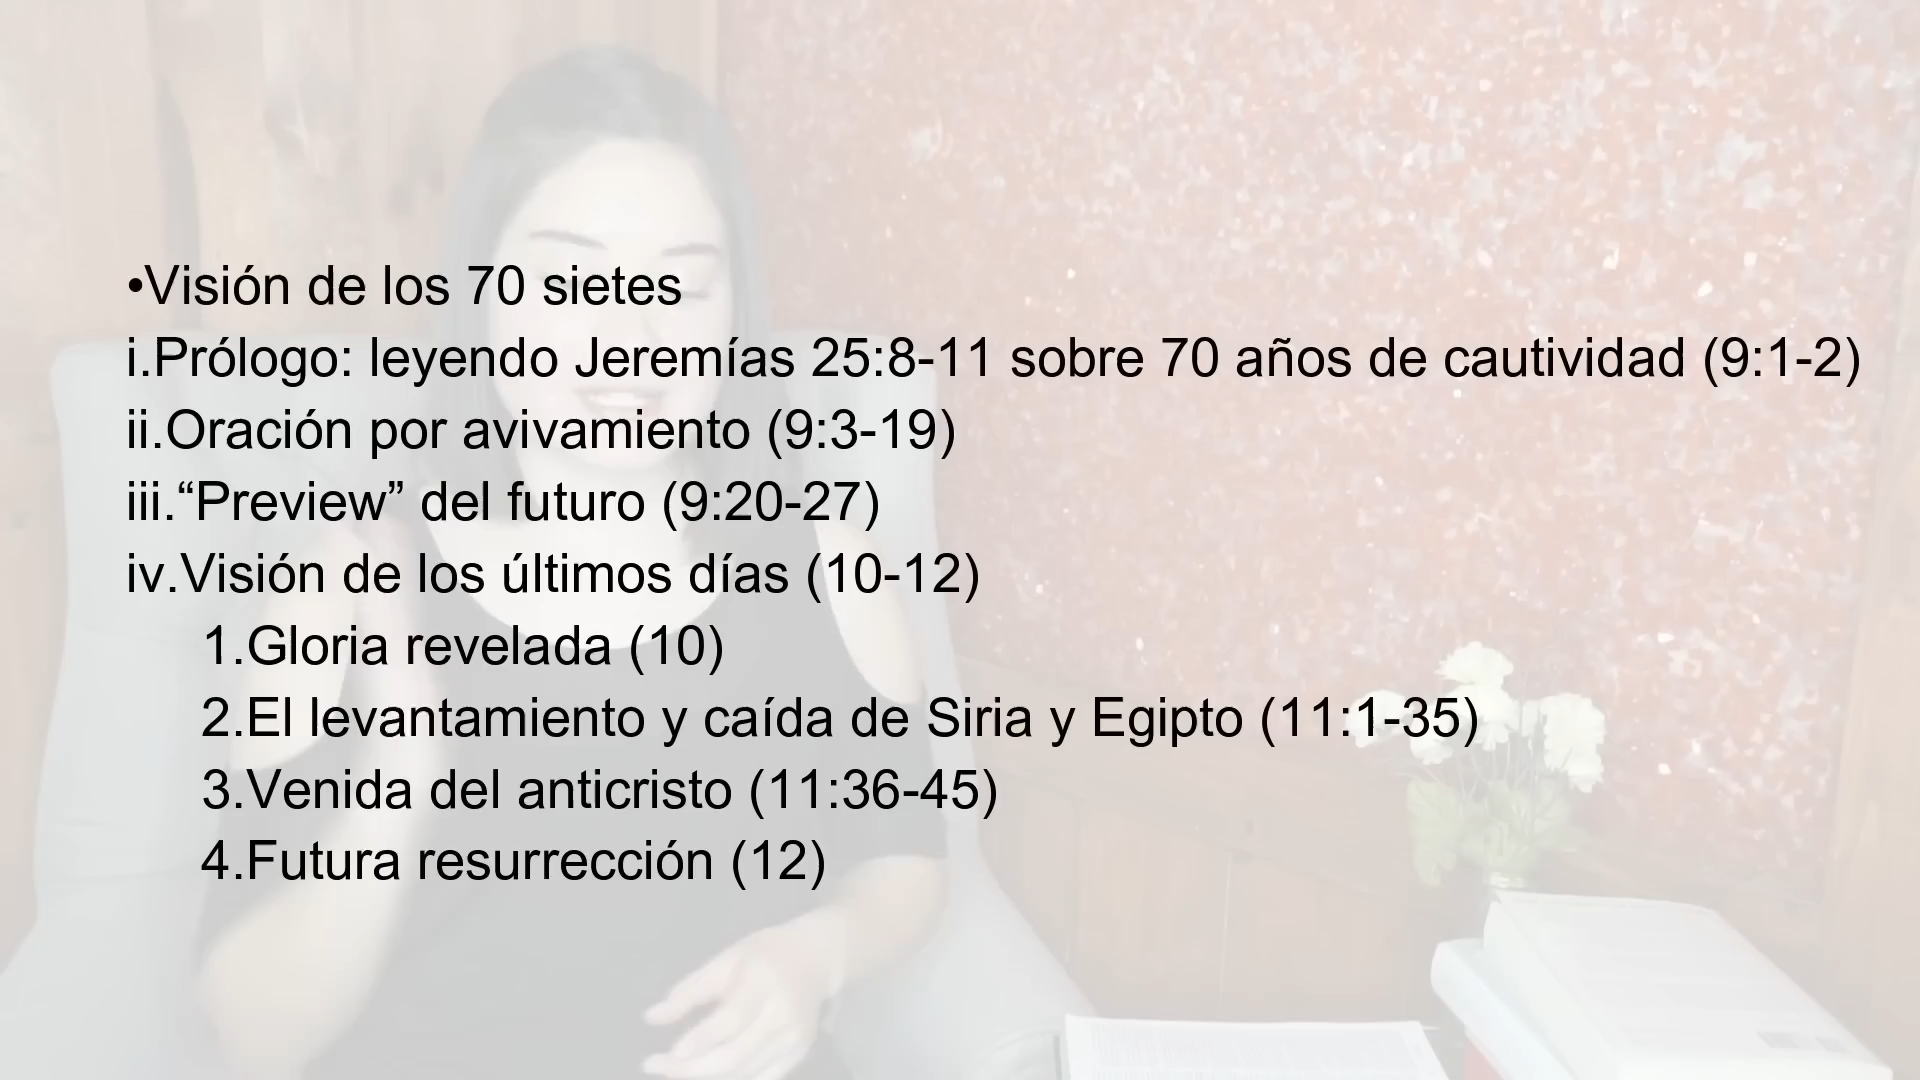 •Visión de los 70 sietes
i.Prólogo: leyendo Jeremías 25:8-11 sobre 70 años de cautividad (9:1-2)
ii.Oración por avivamiento (9:3-19)
iii.“Preview” del futuro (9:20-27)
iv.Visión de los últimos días (10-12)
1.Gloria revelada (10)
2.El levantamiento y caída de Siria y Egipto (11:1-35)
3.Venida del anticristo (11:36-45)
4.Futura resurrección (12)